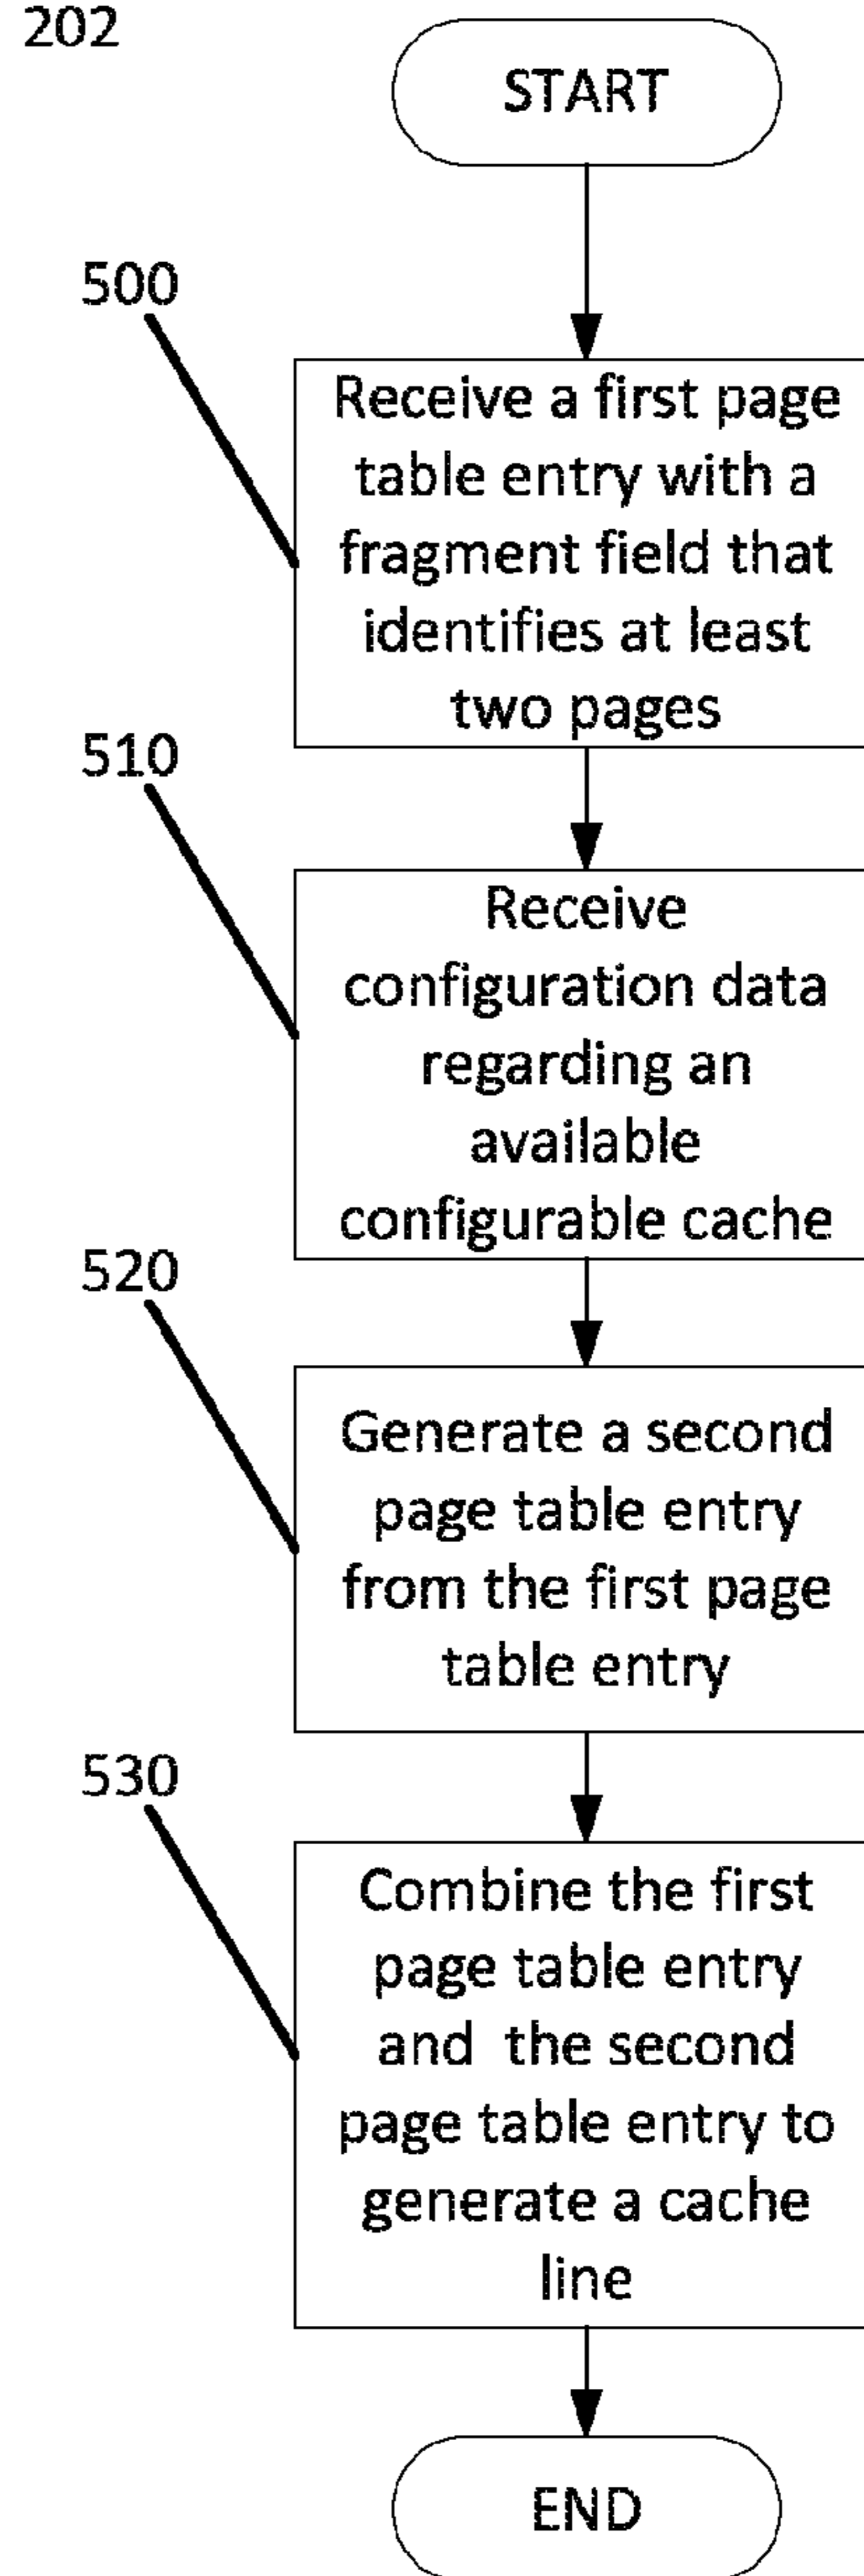 202
START
500
Receive a first page
table entry with a
fragment field that
identifies at least
two pages
510
Receive
configuration data
regarding an
available
configurable cache
520
Generate a second
page table entry
from the first page
table entry
530
Combine the first
page table entry
and the second
page table entry to
generate a cache
line
END